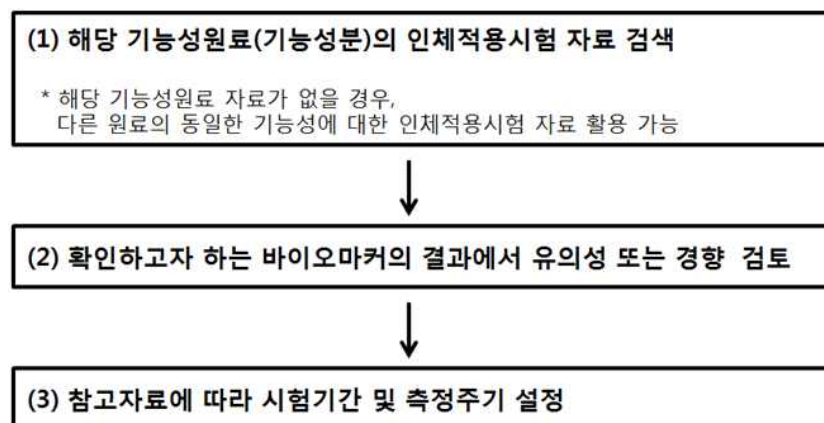 (1) 해당 기능성원료(기능성분)의 인체적용시험 자료 검색
* 해당 기능성원료 자료가 없을 경우,
다른 원료의 동일한 기능성에 대한 인체적용시험 자료 활용 가능
(2) 확인하고자 하는 바이오마커의 결과에서 유의성 또는 경향 검토
(3) 참고자료에 따라 시험기간 및 측정주기 설정